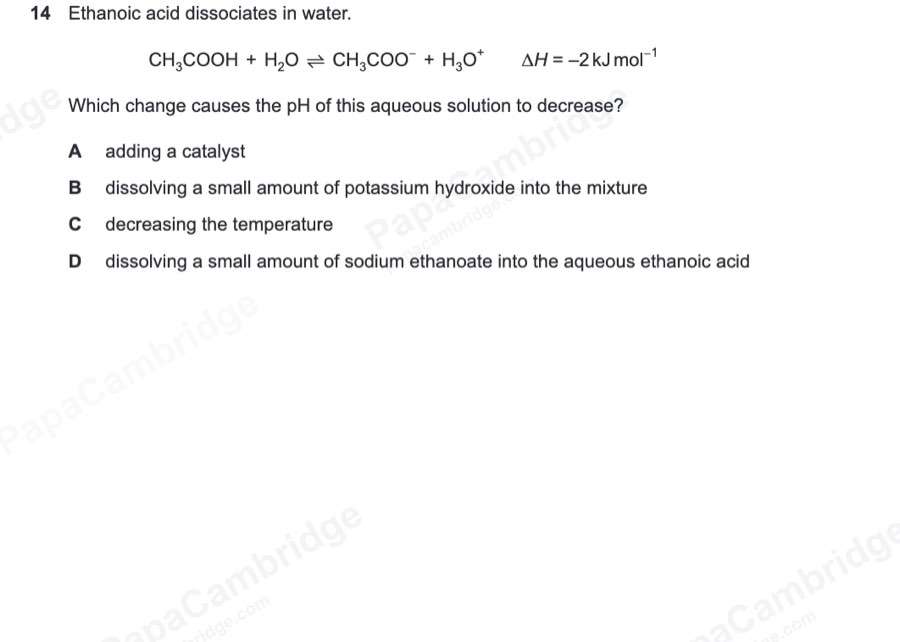 14 Ethanoic acid dissociates in water.
CH₃COOH + H₂O ⇌ CH₃COO⁻ + H₃O⁺ ΔH = –2 kJ mol⁻¹
Which change causes the pH of this aqueous solution to decrease?
A adding a catalyst
B dissolving a small amount of potassium hydroxide into the mixture
C decreasing the temperature
D dissolving a small amount of sodium ethanoate into the aqueous ethanoic acid
PapaCambridge
PapaCambridge